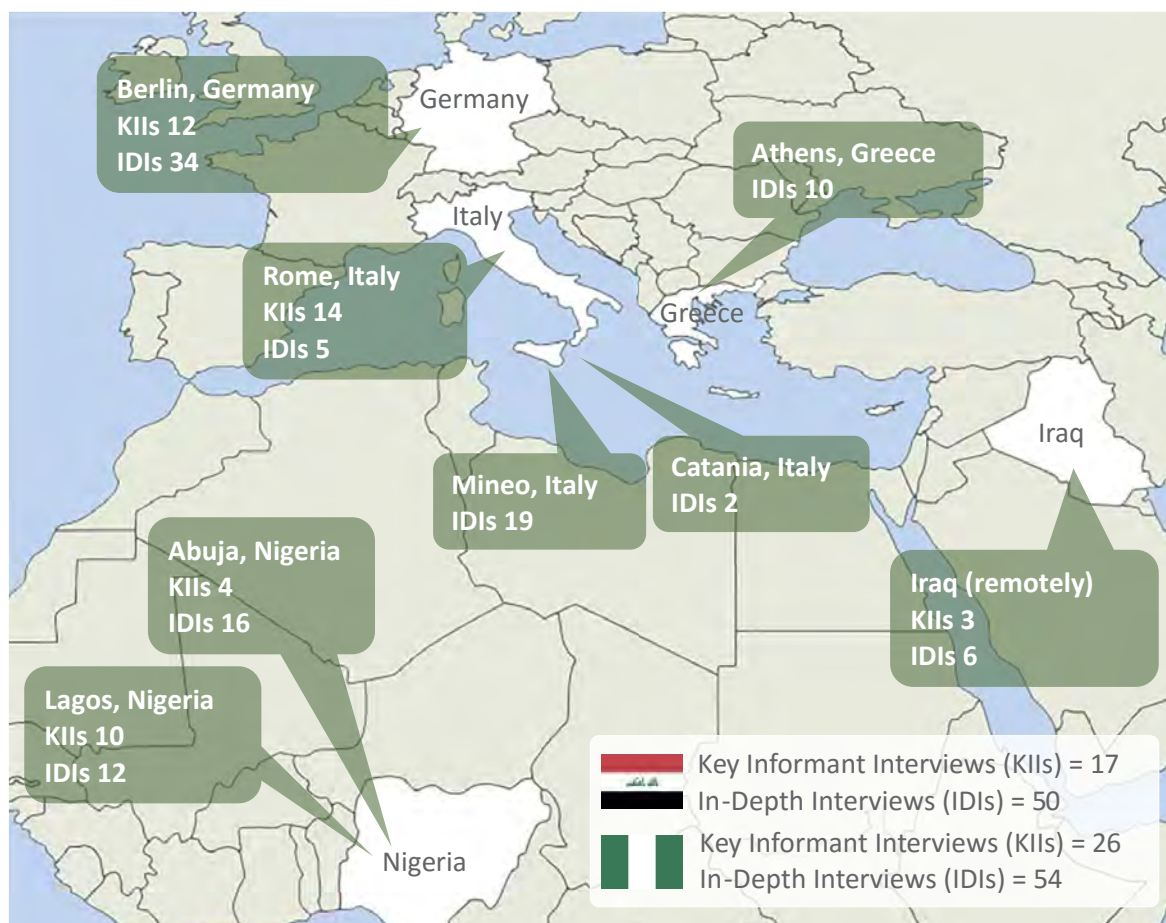 Berlin, Germany
KIIs 12
IDIs 34
Germany
Athens, Greece
IDIs 10
Italy
Rome, Italy
KIIs 14
IDIs 5
Greece
Iraq
Mineo, Italy
IDIs 19
Catania, Italy
IDIs 2
Abuja, Nigeria
KIIs 4
IDIs 16
Iraq (remotely)
KIIs 3
IDIs 6
Lagos, Nigeria
KIIs 10
IDIs 12
Nigeria
Key Informant Interviews (KIIs) = 17
In-Depth Interviews (IDIs) = 50
Key Informant Interviews (KIIs) = 26
In-Depth Interviews (IDIs) = 54